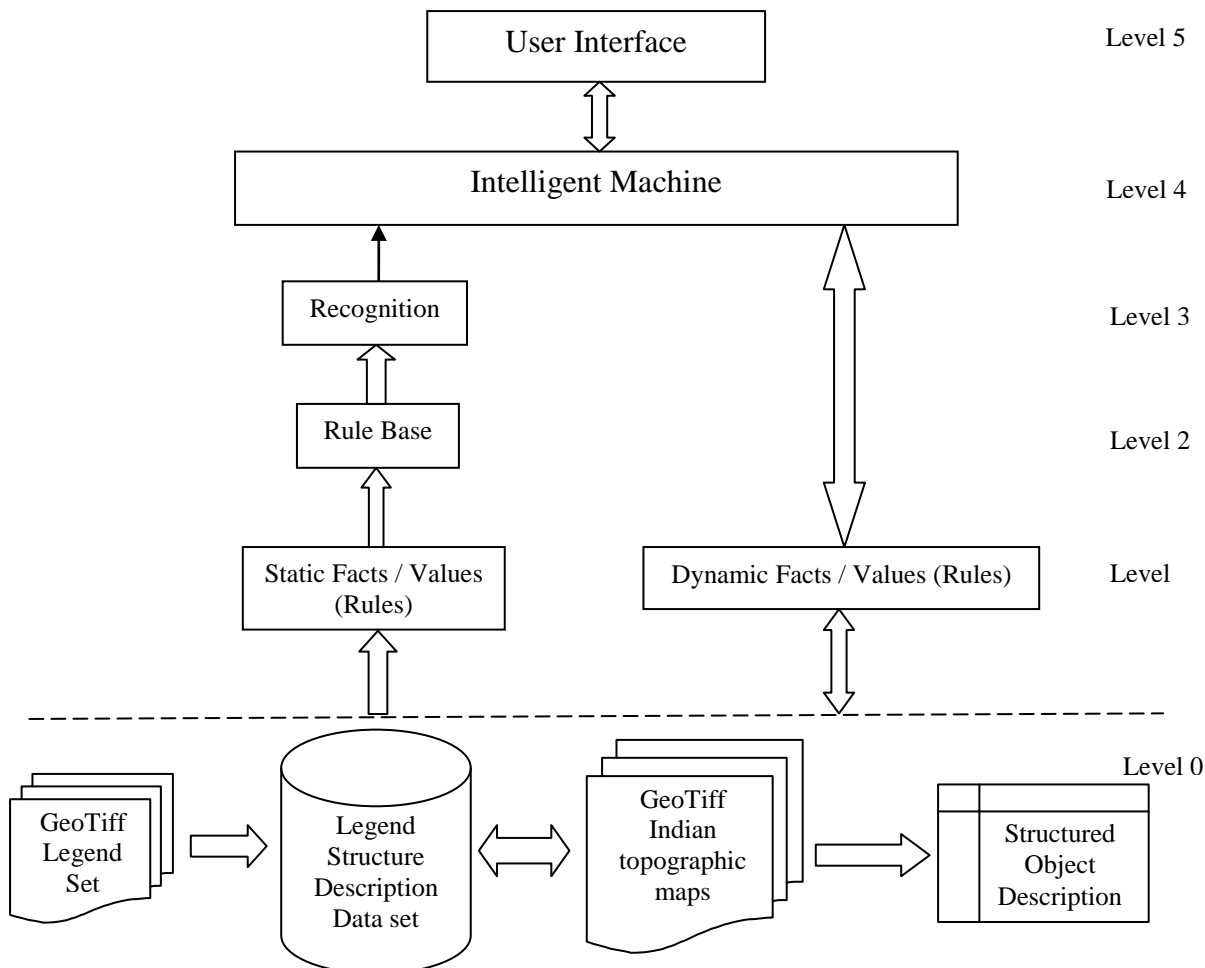 User Interface
Level 5
Intelligent Machine
Level 4
Recognition
Level 3
Rule Base
Level 2
Static Facts / Values
(Rules)
Dynamic Facts / Values (Rules)
Level
Level 0
GeoTiff
Legend
Set
Legend
Structure
Description
Data set
GeoTiff
Indian
topographic
maps
Structured
Object
Description